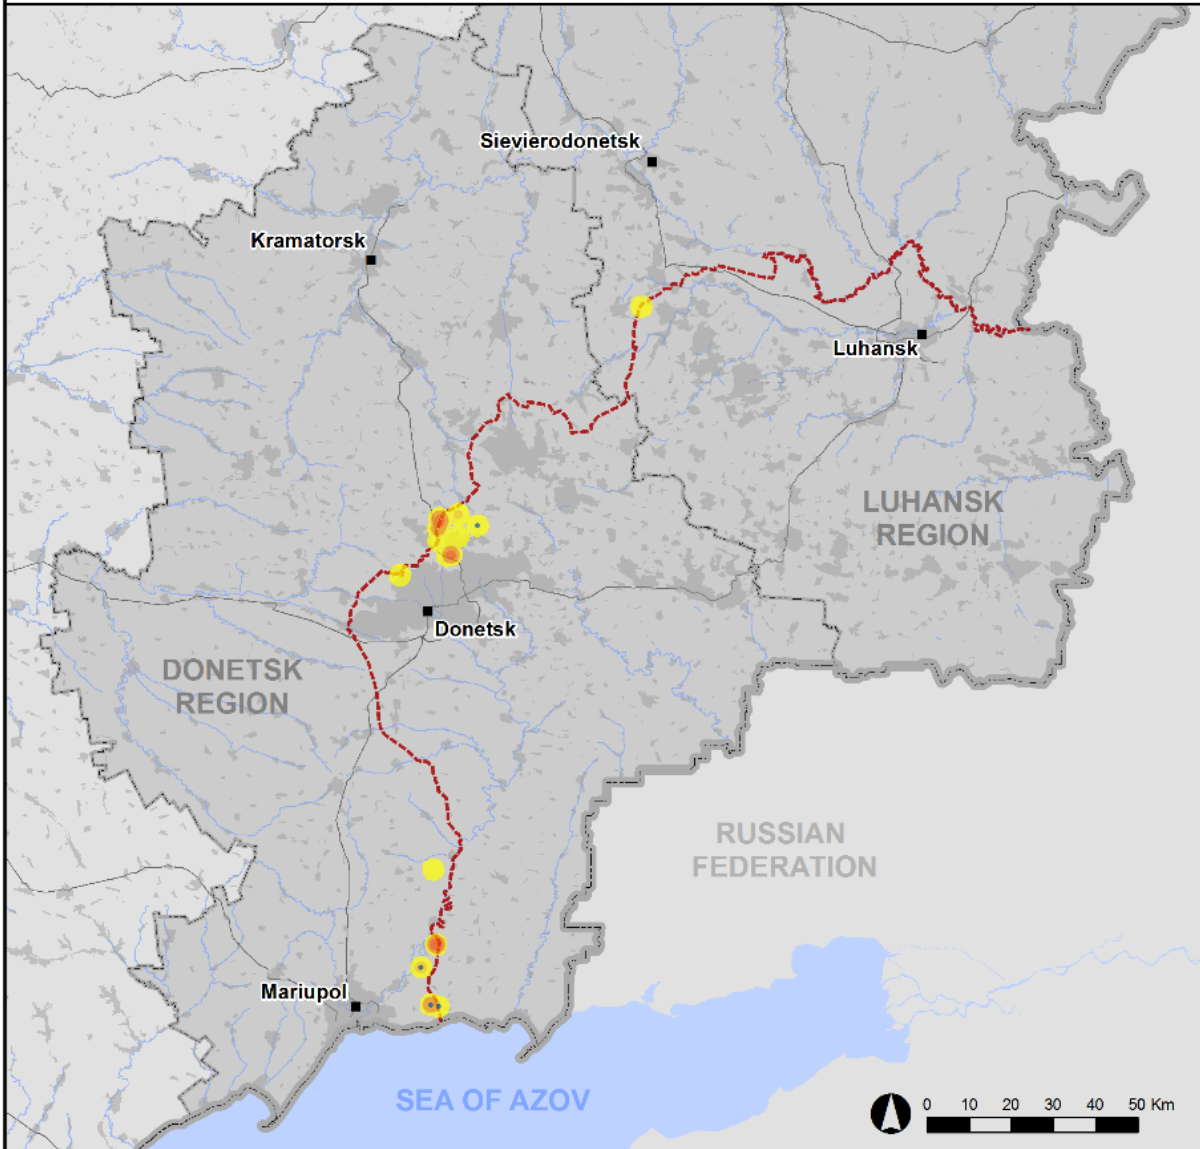 Sievierodonetsk
Kramatorsk
Luhansk
LUHANSK
REGION
Donetsk
DONETSK
REGION
RUSSIAN
FEDERATION
Mariupol
SEA OF AZOV
0 10 20 30 40 50 Km